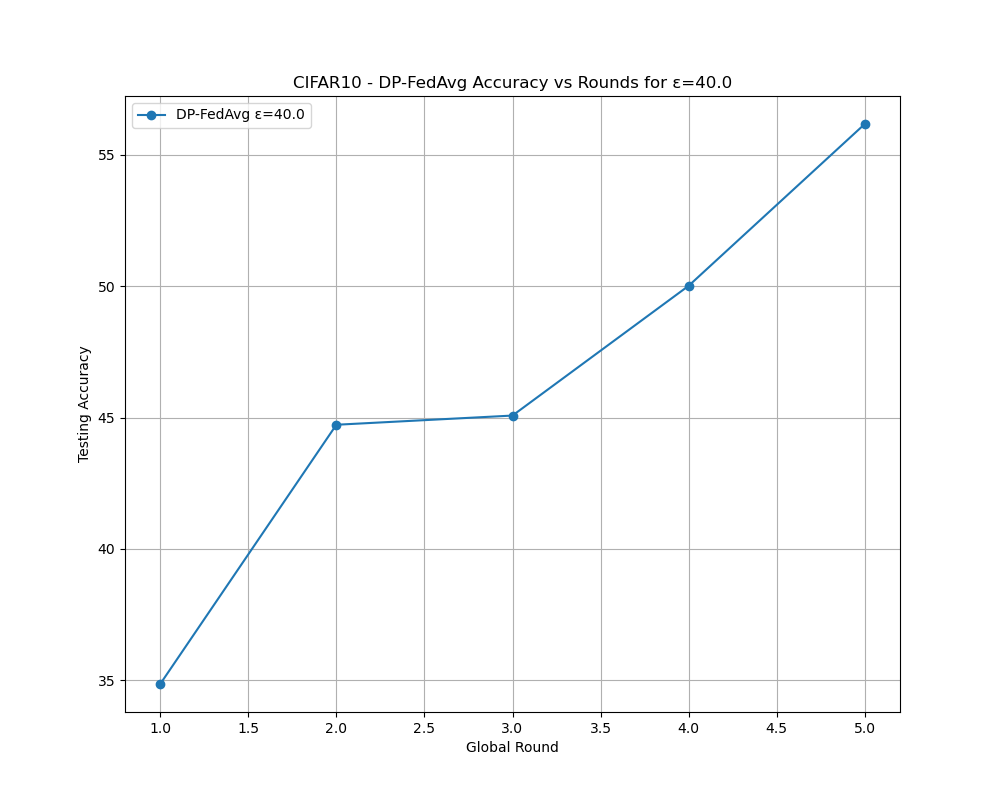 CIFAR10 - DP-FedAvg Accuracy vs Rounds for ε=40.0
DP-FedAvg ε=40.0
55
50
45
40
35
Testing Accuracy
1.0 1.5 2.0 2.5 3.0 3.5 4.0 4.5 5.0
Global Round